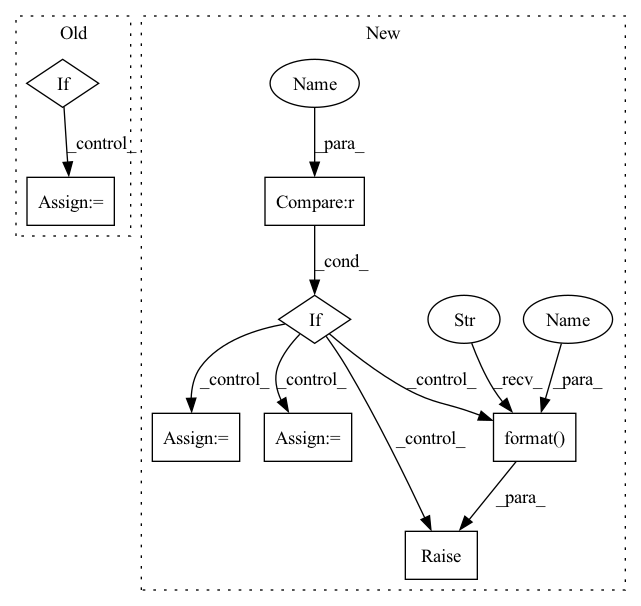 Old
New
If
Name
_control_
_para_
Assign:=
Compare:r
_cond_
If
Str
Name
_control_
_control_
_control_
_recv_
_para_
Assign:=
Assign:=
_control_
format()
_para_
Raise